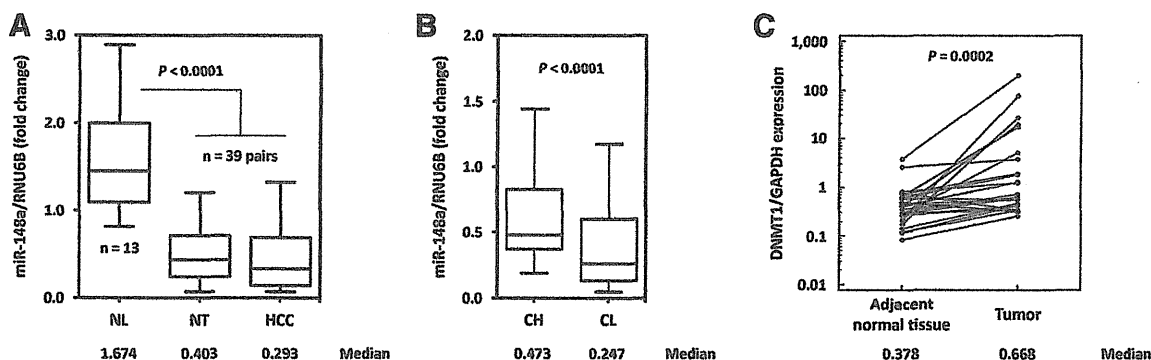 A
miR-148a/RNU6B (fold change)
3.0
2.0
1.0
0.0
P < 0.0001
n = 39 pairs
n = 13
NL NT HCC
1.674 0.403 0.293 Median
B
miR-148a/RNU6B (fold change)
2.0
1.5
1.0
0.5
0.0
P < 0.0001
CH CL
0.473 0.247 Median
C
DNMT1/GAPDH expression
1,000
100
10
1
0.1
0.01
P = 0.0002
Adjacent
normal tissue
Tumor
0.378 0.668 Median